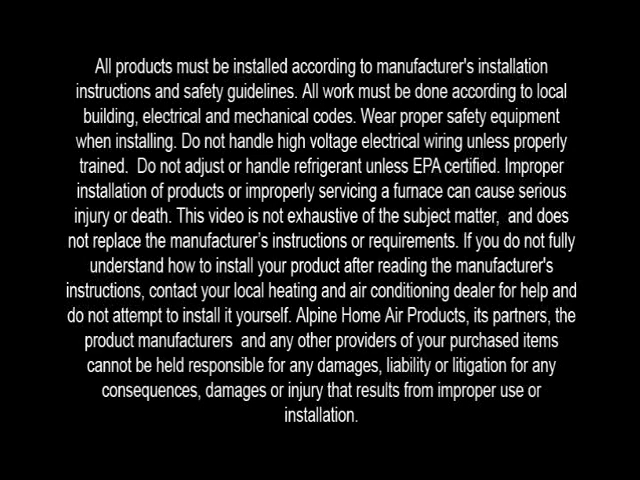 All products must be installed according to manufacturer's installation
instructions and safety guidelines. All work must be done according to local
building, electrical and mechanical codes. Wear proper safety equipment
when installing. Do not handle high voltage electrical wiring unless properly
trained.  Do not adjust or handle refrigerant unless EPA certified. Improper
installation of products or improperly servicing a furnace can cause serious
injury or death. This video is not exhaustive of the subject matter,  and does
not replace the manufacturer’s instructions or requirements. If you do not fully
understand how to install your product after reading the manufacturer's
instructions, contact your local heating and air conditioning dealer for help and
do not attempt to install it yourself. Alpine Home Air Products, its partners, the
product manufacturers  and any other providers of your purchased items
cannot be held responsible for any damages, liability or litigation for any
consequences, damages or injury that results from improper use or
installation.